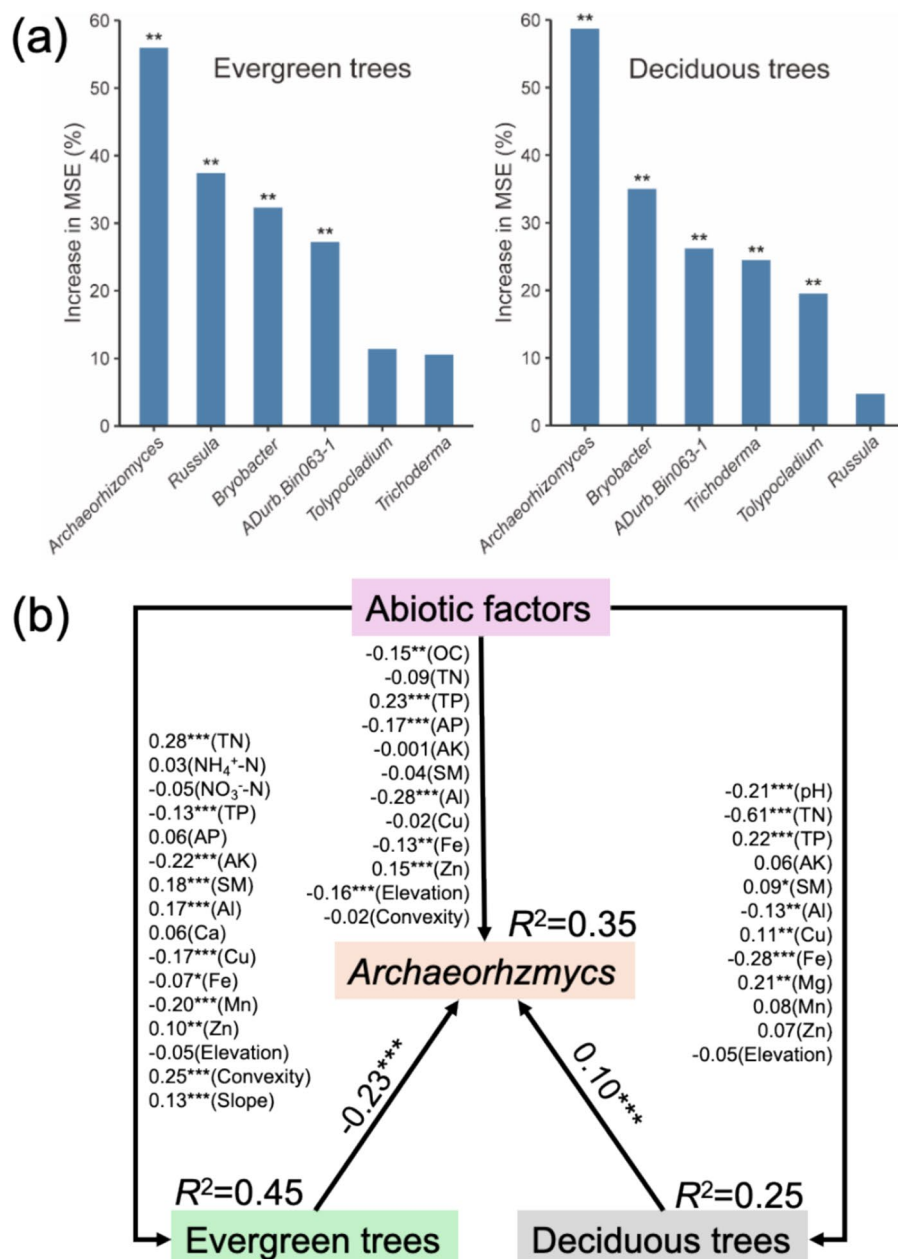 (a)
Evergreen trees
Increase in MSE (%)
60
50
40
30
20
10
0
**
**
**
**
Archaeorhizomyces
Russula
Bryobacter
ADurb.Bin063-1
Tolypocladium
Trichoderma
Deciduous trees
Increase in MSE (%)
60
50
40
30
20
10
0
**
**
**
**
**
Archaeorhizomyces
Bryobacter
ADurb.Bin063-1
Trichoderma
Tolypocladium
Russula
(b)
Abiotic factors
0.28***(TN)
0.03(NH₄⁺-N)
-0.05(NO₃⁻-N)
-0.13***(TP)
0.06(AP)
-0.22***(AK)
0.18***(SM)
0.17***(Al)
0.06(Ca)
-0.17***(Cu)
-0.07*(Fe)
-0.20***(Mn)
0.10**(Zn)
-0.05(Elevation)
0.25***(Convexity)
0.13***(Slope)
-0.15**(OC)
-0.09(TN)
0.23***(TP)
-0.17***(AP)
-0.001(AK)
-0.04(SM)
-0.28***(Al)
-0.02(Cu)
-0.13**(Fe)
0.15***(Zn)
-0.16***(Elevation)
-0.02(Convexity)
-0.21***(pH)
-0.61***(TN)
0.22***(TP)
0.06(AK)
0.09*(SM)
-0.13**(Al)
0.11**(Cu)
-0.28***(Fe)
0.21**(Mg)
0.08(Mn)
0.07(Zn)
-0.05(Elevation)
R²=0.35
Archaeorhzmycs
-0.23***
0.10***
R²=0.45
Evergreen trees
R²=0.25
Deciduous trees